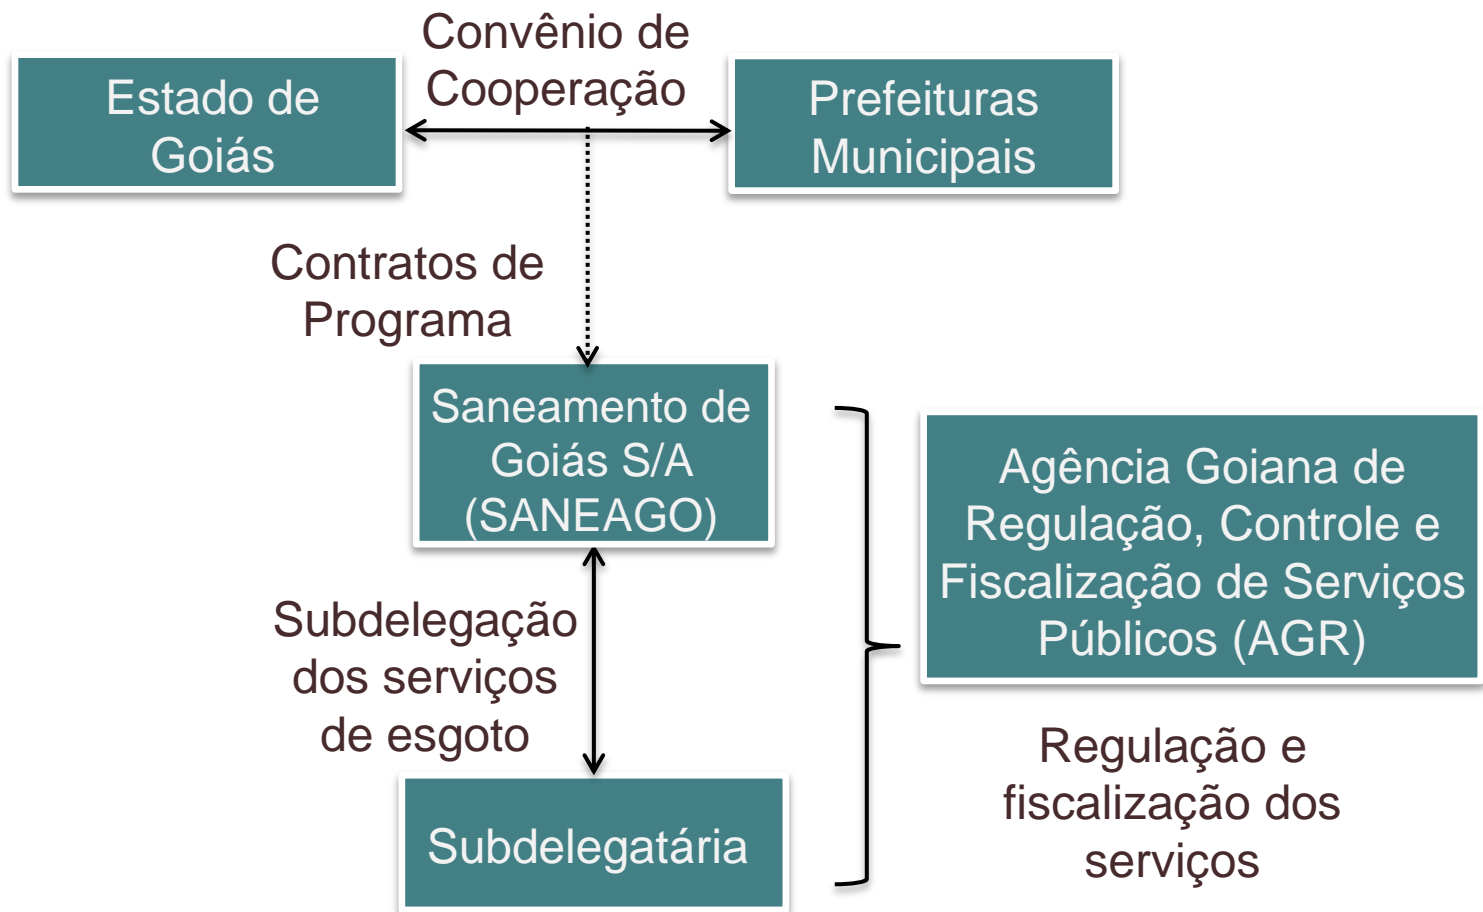 Convênio de
Cooperação
Estado de
Goiás
Prefeituras
Municipais
Contratos de
Programa
Saneamento de
Goiás S/A
(SANEAGO)
Agência Goiana de
Regulação, Controle e
Fiscalização de Serviços
Públicos (AGR)
Subdelegação
dos serviços
de esgoto
Regulação e
fiscalização dos
serviços
Subdelegatária